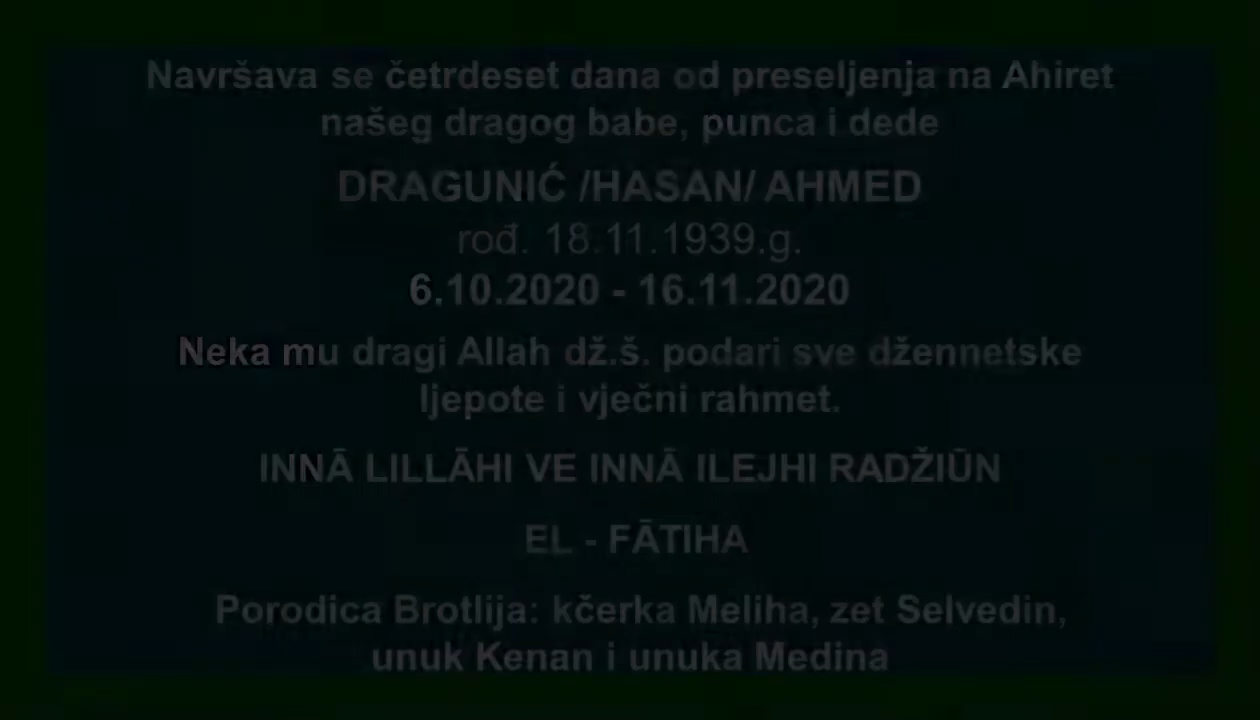 Navršava se četrdeset dana od preseljenja na Ahiret
našeg dragog babe, punca i dede
DRAGUNIĆ /HASAN/ AHMED
rođ. 18.11.1939.g.
6.10.2020 - 16.11.2020
Neka mu dragi Allah dž.š. podari sve džennetske
ljepote i vječni rahmet.
INNĀ LILLĀHI VE INNĀ ILEJHI RADŽIŪN
EL - FĀTIHA
Porodica Brotlija: kčerka Meliha, zet Selvedin,
unuk Kenan i unuka Medina